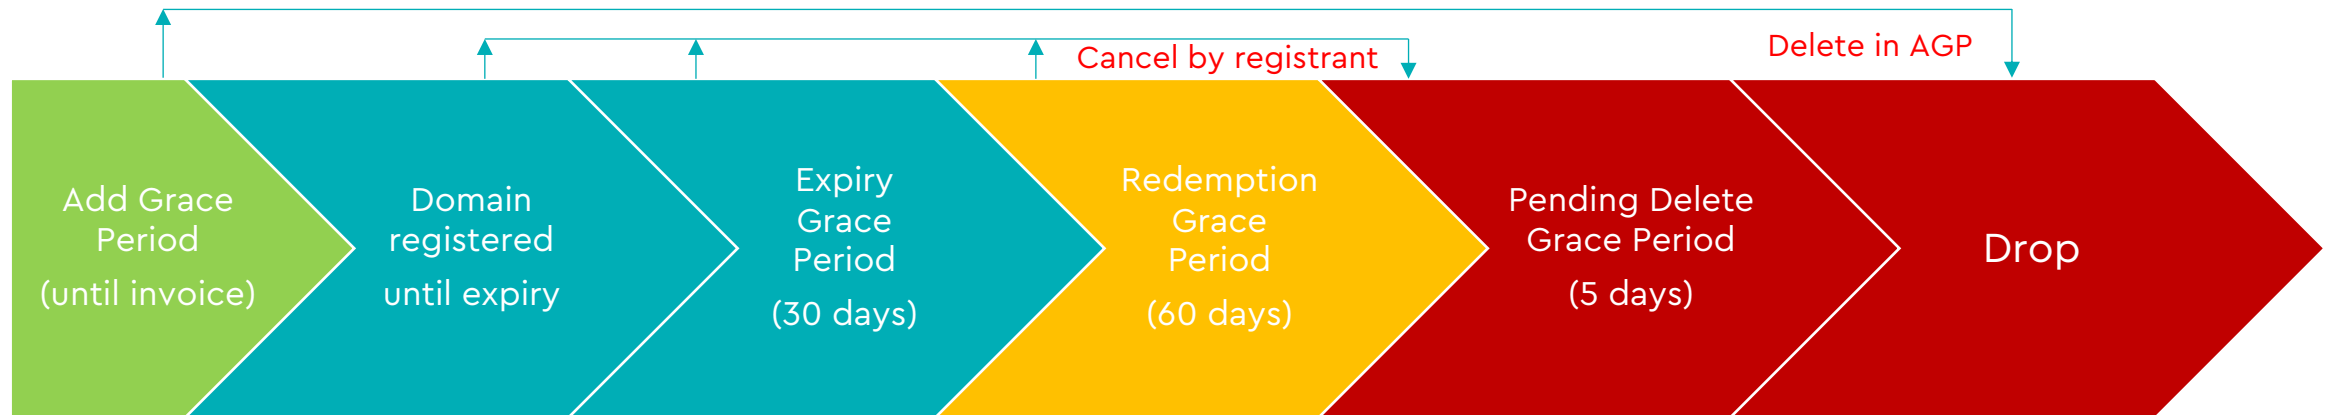 Delete in AGP
Cancel by registrant
Add Grace
Period
(until invoice)
Domain
registered
until expiry
Expiry
Grace
Period
(30 days)
Redemption
Grace
Period
(60 days)
Pending Delete
Grace Period
(5 days)
Drop